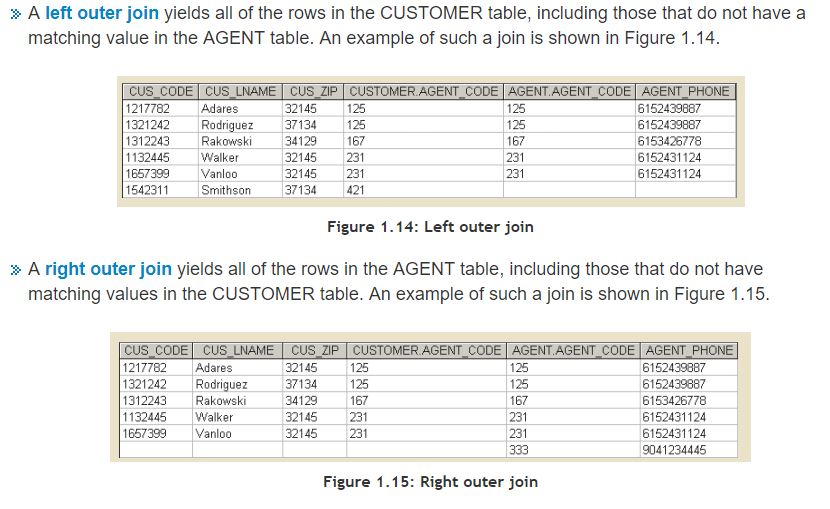 A left outer join yields all of the rows in the CUSTOMER table, including those that do not have a
matching value in the AGENT table. An example of such a join is shown in Figure 1.14.
CUS_CODE CUS_LNAME CUS_ZIP CUSTOMER.AGENT_CODE AGENT.AGENT_CODE AGENT_PHONE
1217782 Adares 32145 125 125 6152439887
1321242 Rodriguez 37134 125 125 6152439887
1312243 Rakowski 34129 167 167 6153426778
1132445 Walker 32145 231 231 6152431124
1657399 Vanloo 32145 231 231 6152431124
1542311 Smithson 37134 421
Figure 1.14: Left outer join
A right outer join yields all of the rows in the AGENT table, including those that do not have
matching values in the CUSTOMER table. An example of such a join is shown in Figure 1.15.
CUS_CODE CUS_LNAME CUS_ZIP CUSTOMER.AGENT_CODE AGENT.AGENT_CODE AGENT_PHONE
1217782 Adares 32145 125 125 6152439887
1321242 Rodriguez 37134 125 125 6152439887
1312243 Rakowski 34129 167 167 6153426778
1132445 Walker 32145 231 231 6152431124
1657399 Vanloo 32145 231 231 6152431124
333 9041234445
Figure 1.15: Right outer join